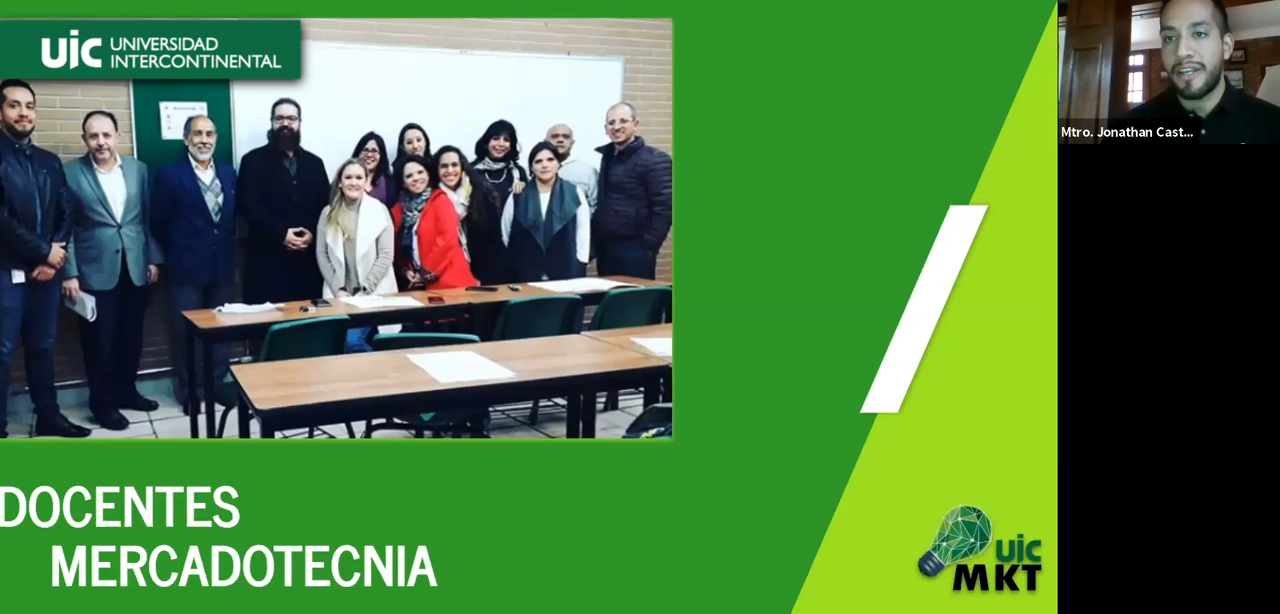 uic UNIVERSIDAD
INTERCONTINENTAL
Mtro. Jonathan Cast...
DOCENTES
MERCADOTECNIA
uic
MKT